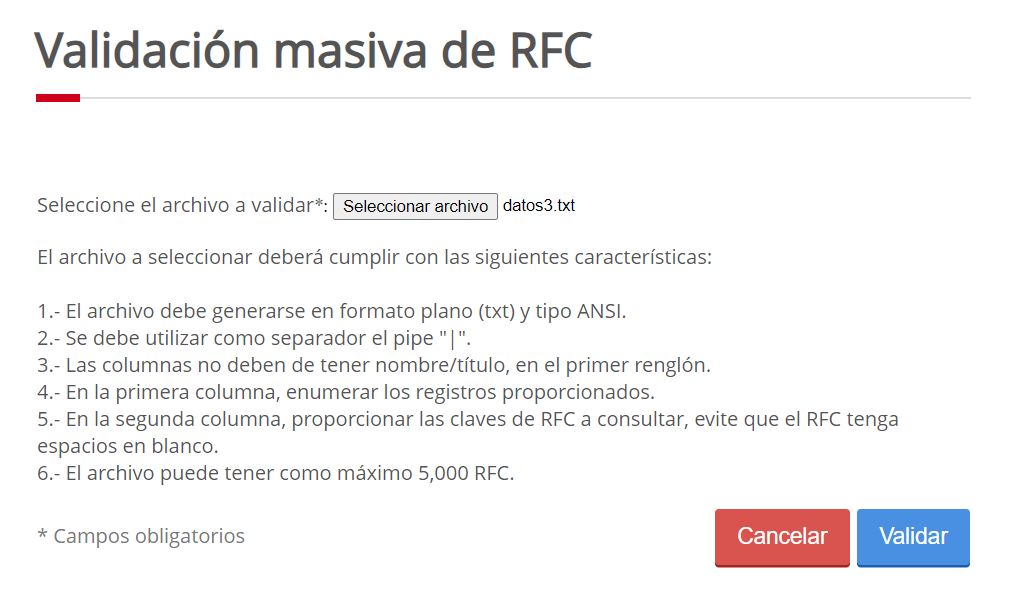 Validación masiva de RFC
Seleccione el archivo a validar*: Seleccionar archivo datos3.txt
El archivo a seleccionar deberá cumplir con las siguientes características:
1.- El archivo debe generarse en formato plano (txt) y tipo ANSI.
2.- Se debe utilizar como separador el pipe "|".
3.- Las columnas no deben de tener nombre/título, en el primer renglón.
4.- En la primera columna, enumerar los registros proporcionados.
5.- En la segunda columna, proporcionar las claves de RFC a consultar, evite que el RFC tenga
espacios en blanco.
6.- El archivo puede tener como máximo 5,000 RFC.
* Campos obligatorios
Cancelar Validar